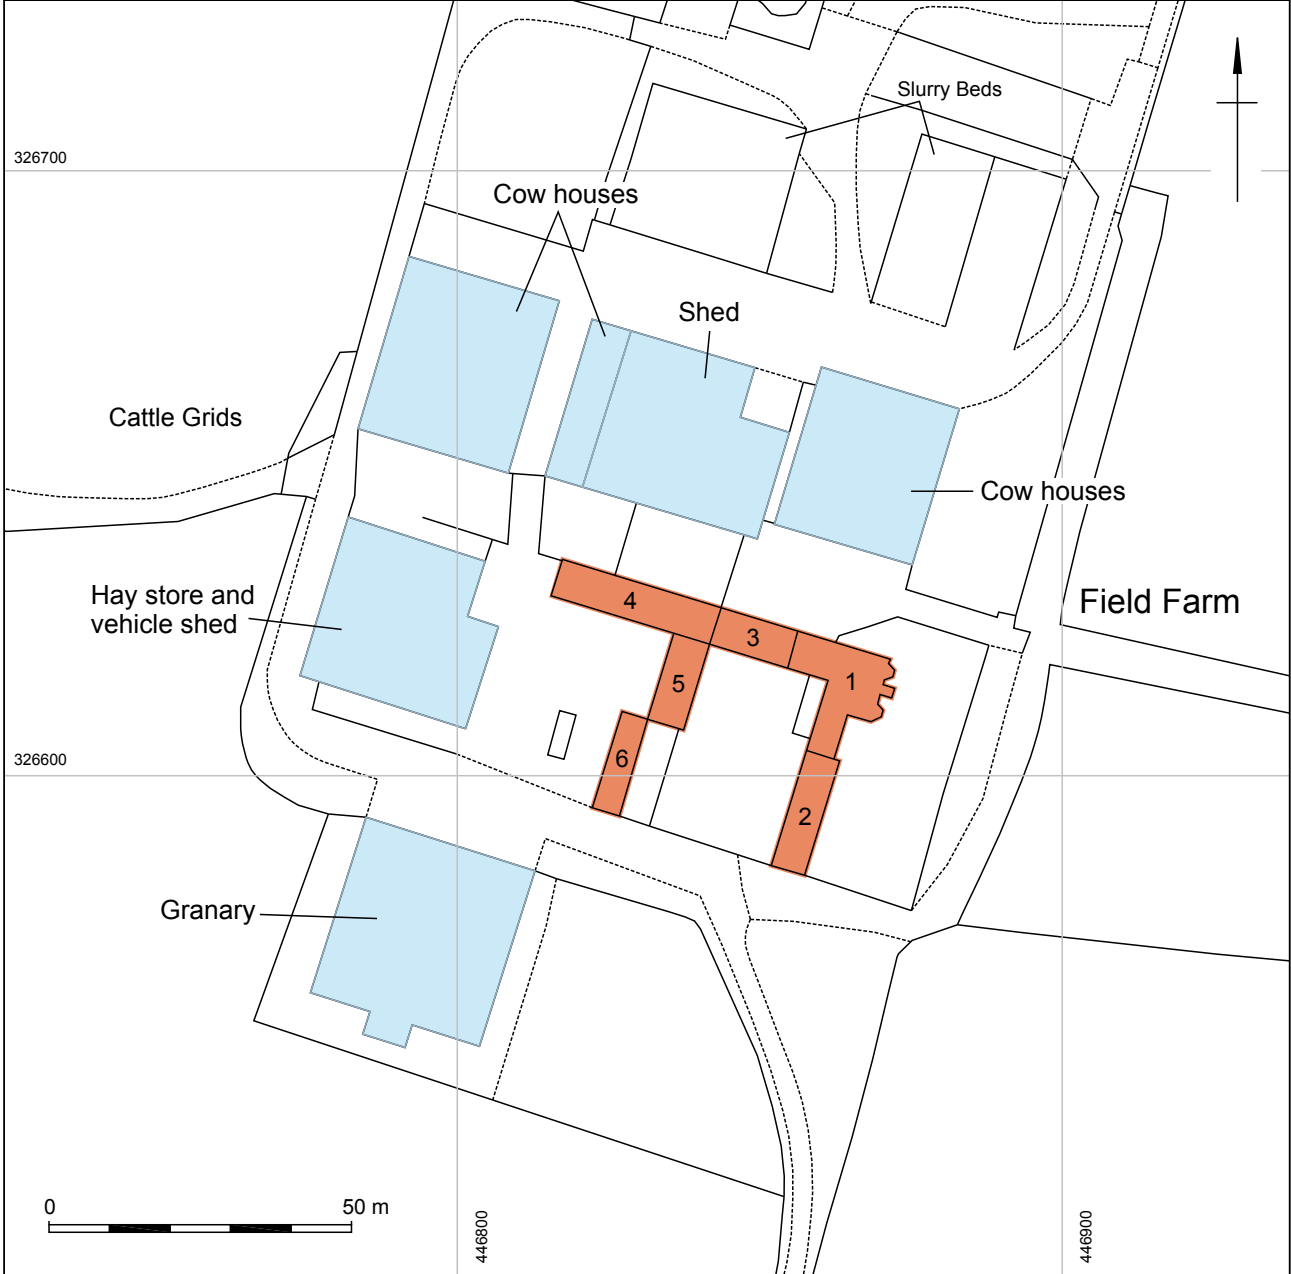 Slurry Beds
326700
Cow houses
Shed
Cattle Grids
Cow houses
Hay store and
vehicle shed
Field Farm
4
3
1
5
6
2
326600
Granary
0
50 m
446800
446900